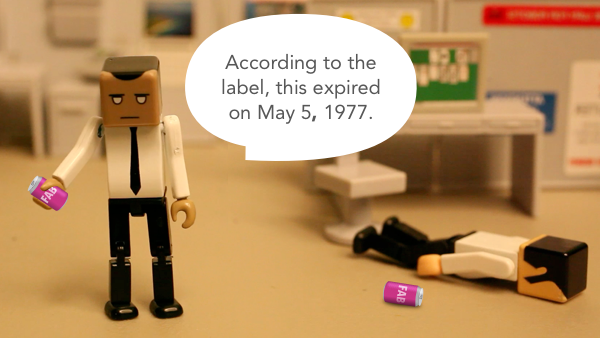 According to the
label, this expired
on May 5, 1977.
FAB
FAB